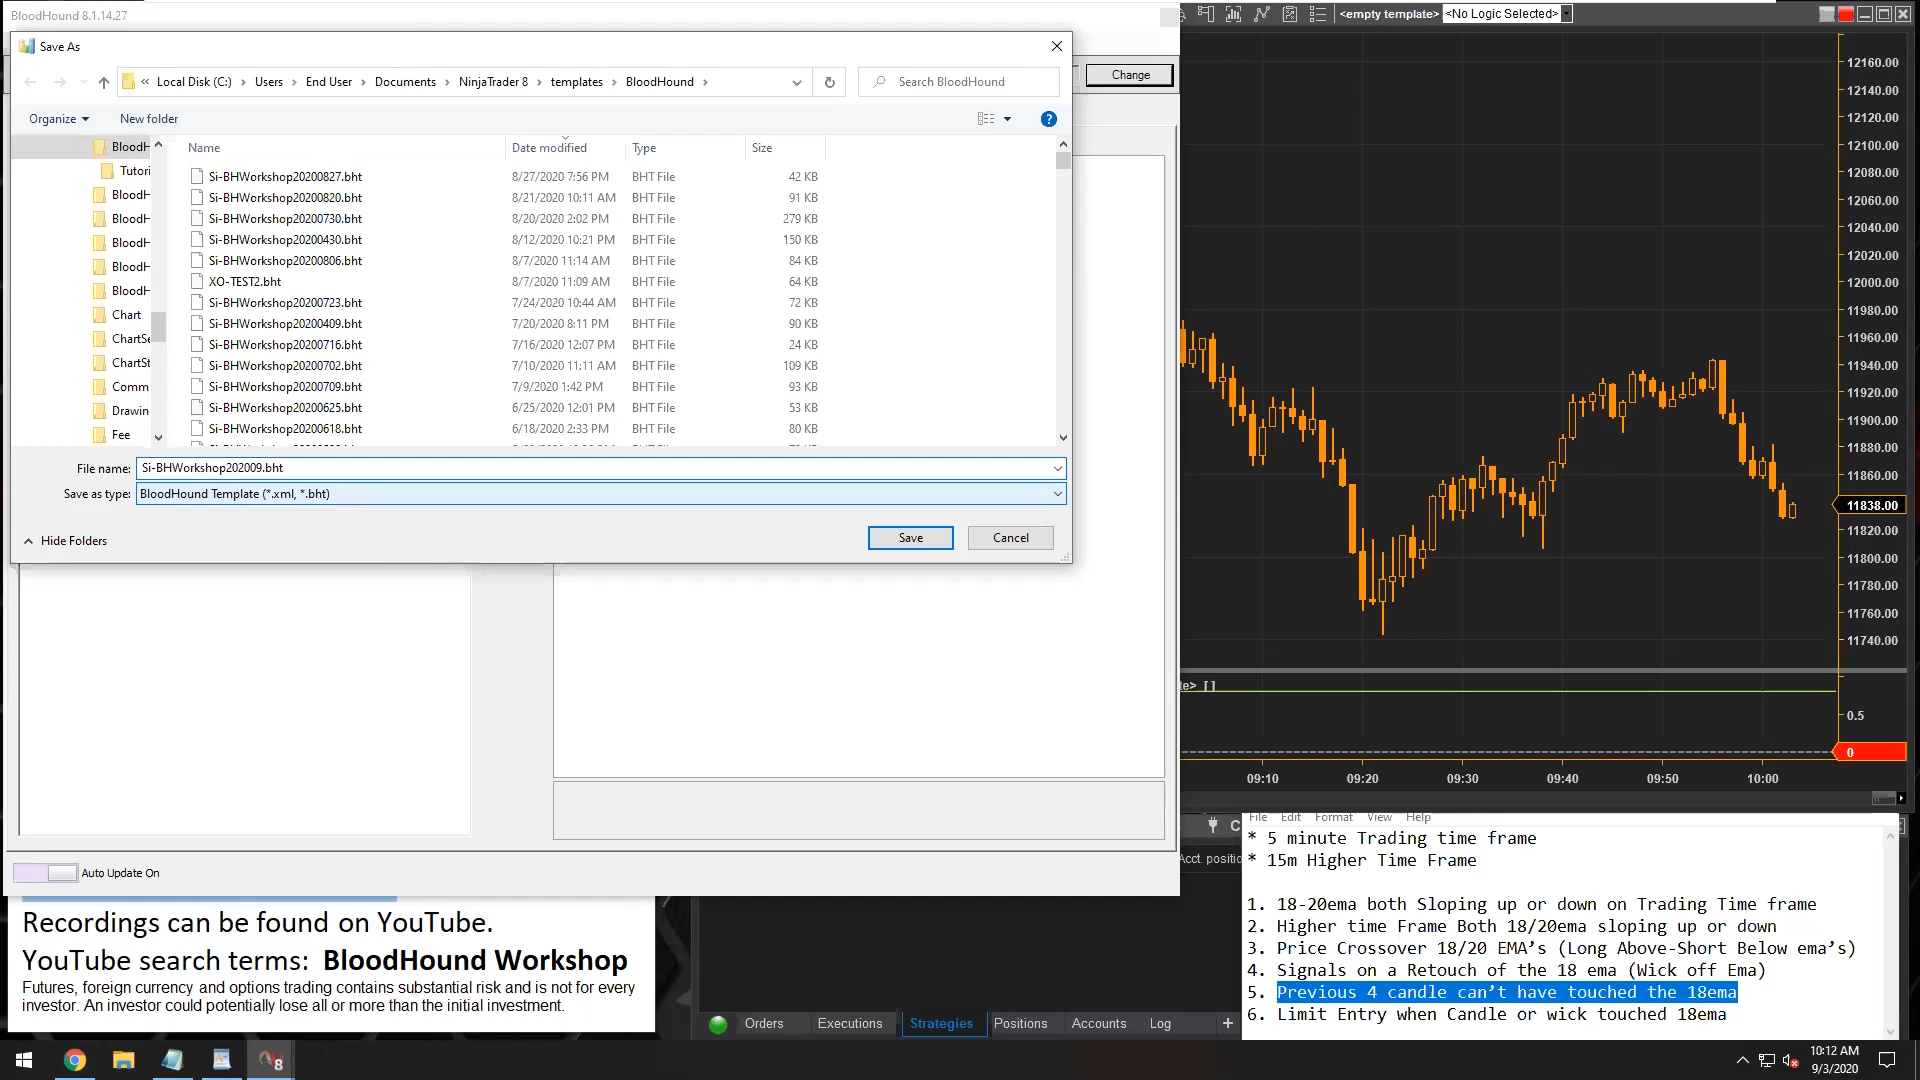 BloodHound 8.1.14.27
Save As
« Local Disk (C:) › Users › End User › Documents › NinjaTrader 8 › templates › BloodHound ›
Search BloodHound
Change
Organize
New folder
Name
Date modified
Type
Size
Si-BHWorkshop20200827.bht 8/27/2020 7:56 PM BHT File 42 KB
Si-BHWorkshop20200820.bht 8/21/2020 10:11 AM BHT File 91 KB
Si-BHWorkshop20200730.bht 8/20/2020 2:02 PM BHT File 279 KB
Si-BHWorkshop20200430.bht 8/12/2020 10:21 PM BHT File 150 KB
Si-BHWorkshop20200806.bht 8/7/2020 11:14 AM BHT File 84 KB
XO-TEST2.bht 8/7/2020 11:09 AM BHT File 64 KB
Si-BHWorkshop20200723.bht 7/24/2020 10:44 AM BHT File 72 KB
Si-BHWorkshop20200409.bht 7/20/2020 8:11 PM BHT File 90 KB
Si-BHWorkshop20200716.bht 7/16/2020 12:07 PM BHT File 24 KB
Si-BHWorkshop20200702.bht 7/10/2020 11:11 AM BHT File 109 KB
Si-BHWorkshop20200709.bht 7/9/2020 1:42 PM BHT File 93 KB
Si-BHWorkshop20200625.bht 6/25/2020 12:01 PM BHT File 53 KB
Si-BHWorkshop20200618.bht 6/18/2020 2:33 PM BHT File 80 KB
BloodH
Tutori
BloodH
BloodH
BloodH
BloodH
BloodH
Chart
ChartSe
ChartSt
Comm
Drawin
Fee
File name: Si-BHWorkshop202009.bht
Save as type: BloodHound Template (*.xml, *.bht)
Hide Folders
Save
Cancel
Auto Update On
Recordings can be found on YouTube.
YouTube search terms: BloodHound Workshop
Futures, foreign currency and options trading contains substantial risk and is not for every
investor. An investor could potentially lose all or more than the initial investment.
<empty template>
<No Logic Selected>
12160.00
12140.00
12120.00
12100.00
12080.00
12060.00
12040.00
12020.00
12000.00
11980.00
11960.00
11940.00
11920.00
11900.00
11880.00
11860.00
11838.00
11820.00
11800.00
11780.00
11760.00
11740.00
te> [ ]
0.5
0
09:10 09:20 09:30 09:40 09:50 10:00
C
Acct. positio
Orders
Executions
Strategies
Positions
Accounts
Log
+
File Edit Format View Help
* 5 minute Trading time frame
* 15m Higher Time Frame
1. 18-20ema both Sloping up or down on Trading Time frame
2. Higher time Frame Both 18/20ema sloping up or down
3. Price Crossover 18/20 EMA’s (Long Above-Short Below ema’s)
4. Signals on a Retouch of the 18 ema (Wick off Ema)
5. Previous 4 candle can’t have touched the 18ema
6. Limit Entry when Candle or wick touched 18ema
8
10:12 AM
9/3/2020